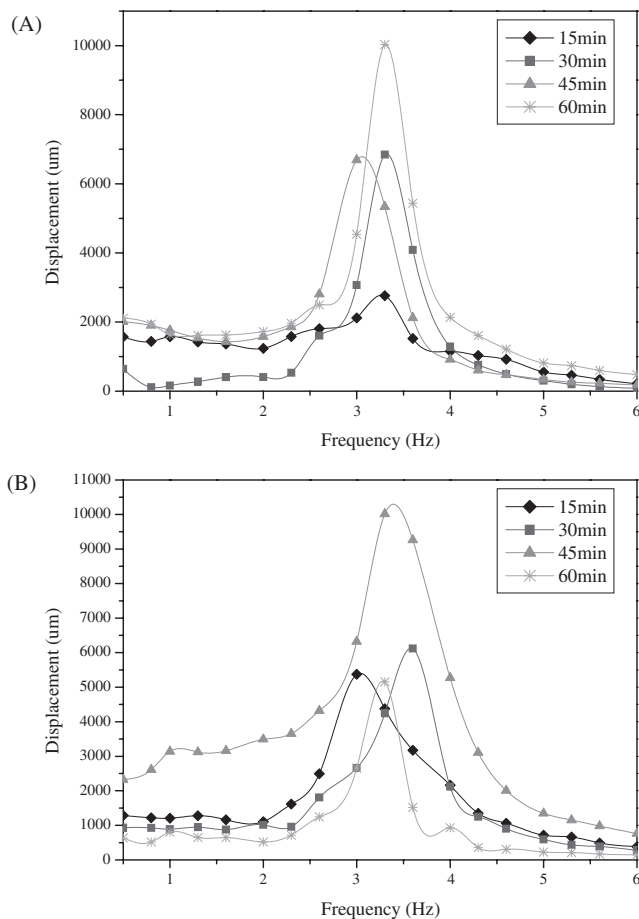 (A)
10000
8000
6000
4000
2000
0
Displacement (um)
15min
30min
45min
60min
1 2 3 4 5 6
Frequency (Hz)
(B)
11000
10000
9000
8000
7000
6000
5000
4000
3000
2000
1000
0
Displacement (um)
15min
30min
45min
60min
1 2 3 4 5 6
Frequency (Hz)